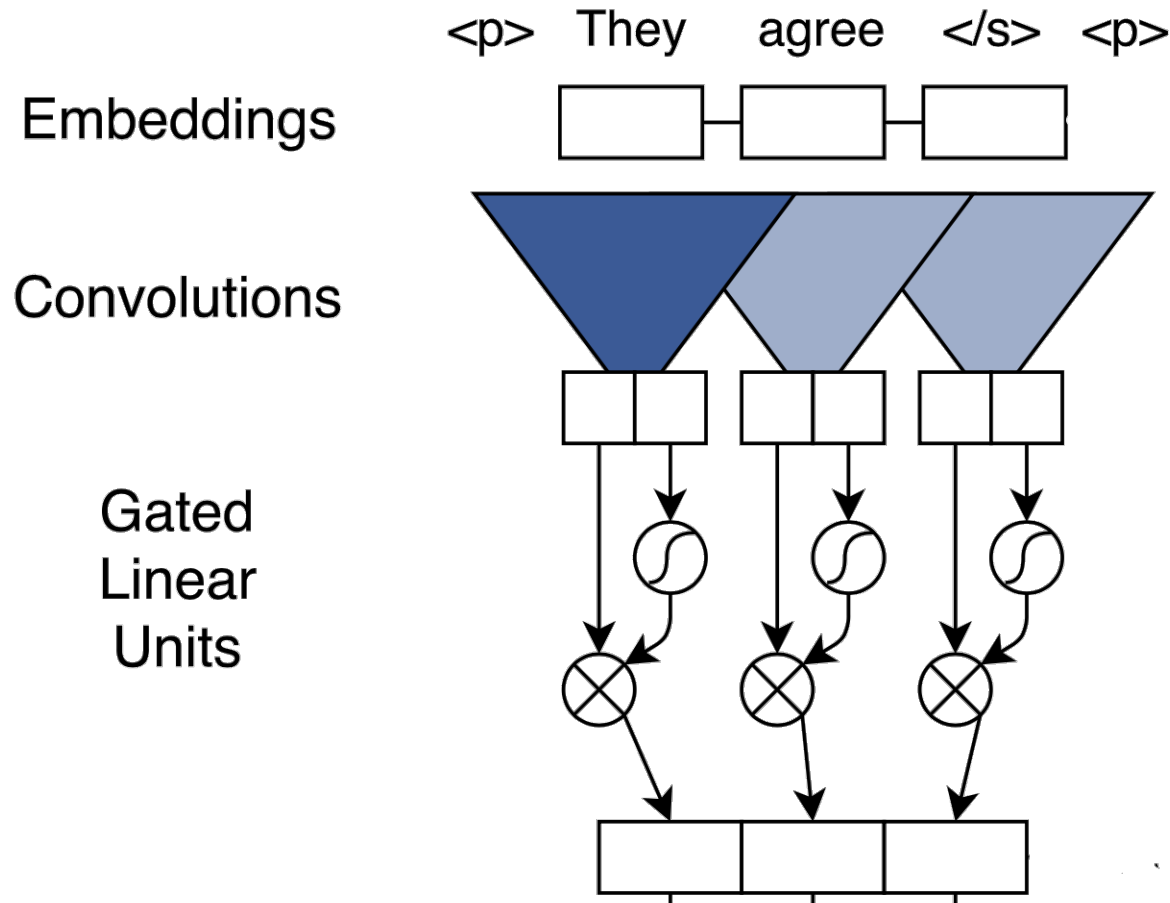 <p> They agree </s> <p>
Embeddings
Convolutions
Gated
Linear
Units